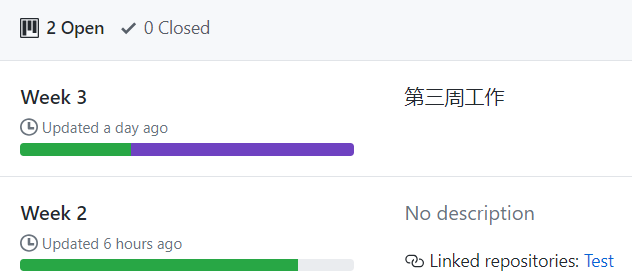 2 Open 0 Closed
Week 3
第三周工作
Updated a day ago
Week 2
No description
Updated 6 hours ago
Linked repositories: Test